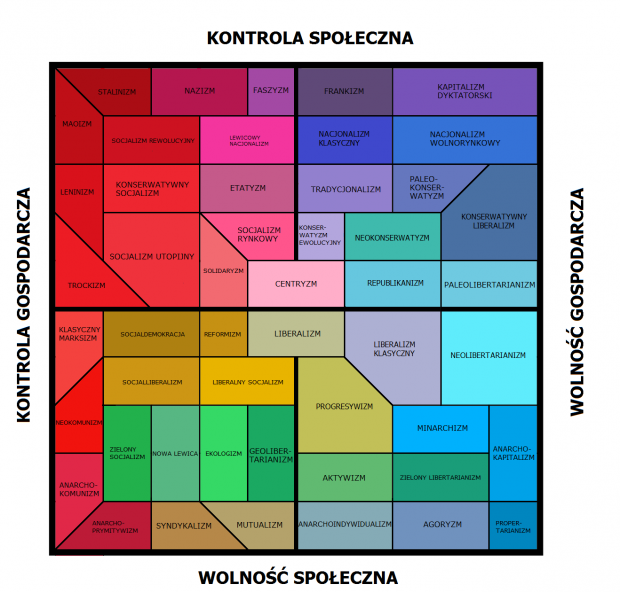 KONTROLA SPOŁECZNA
STALINIZM
NAZIZM
FASZYZM
FRANKIZM
KAPITALIZM
DYKTATORSKI
MAOIZM
SOCJALIZM REWOLUCYJNY
LEWICOWY
NACJONALIZM
NACJONALIZM
KLASYCZNY
NACJONALIZM
WOLNORYNKOWY
LENINIZM
KONSERWATYWNY
SOCJALIZM
ETATYZM
TRADYCJONALIZM
PALEO-
KONSER-
WATYZM
KONSERWATYWNY
LIBERALIZM
SOCJALIZM UTOPIJNY
SOCJALIZM
RYNKOWY
KONSER-
WATYZM
EWOLUCYJNY
NEOKONSERWATYZM
TROCKIZM
SOLIDARYZM
CENTRYZM
REPUBLIKANIZM
PALEOLIBERTARIANIZM
KONTROLA GOSPODARCZA
WOLNOŚĆ GOSPODARCZA
KLASYCZNY
MARKSIZM
SOCJALDEMOKRACJA
REFORMIZM
LIBERALIZM
LIBERALIZM
KLASYCZNY
NEOLIBERTARIANIZM
SOCJALLIBERALIZM
LIBERALNY SOCJALIZM
PROGRESYWIZM
NEOKOMUNIZM
MINARCHIZM
ZIELONY
SOCJALIZM
NOWA LEWICA
EKOLOGIZM
GEOLIBER-
TARIANIZM
ANARCHO-
KAPITALIZM
ANARCHO-
KOMUNIZM
AKTYWIZM
ZIELONY LIBERTARIANIZM
ANARCHO-
PRYMITYWIZM
SYNDYKALIZM
MUTUALIZM
ANARCHOINDYWIDUALIZM
AGORYZM
PROPER-
TARIANIZM
WOLNOŚĆ SPOŁECZNA